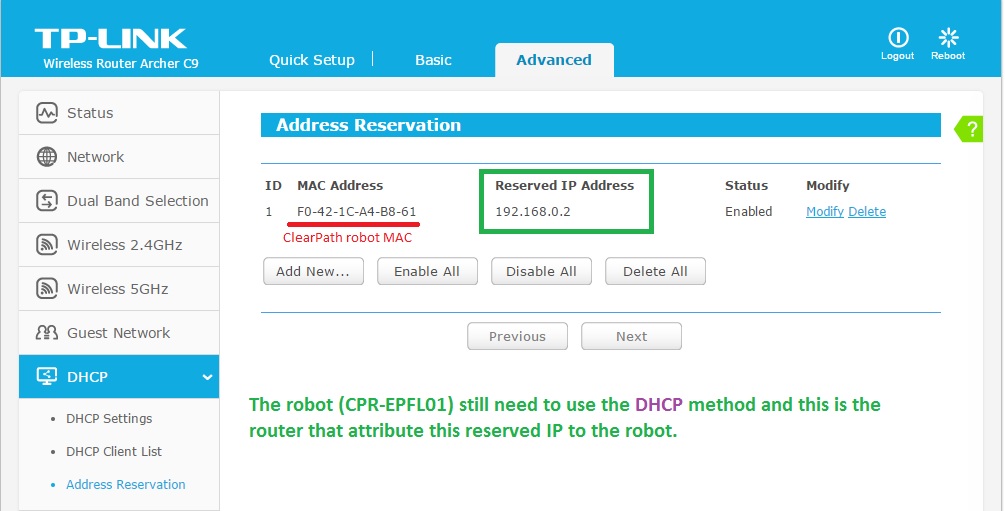 TP-LINK
Wireless Router Archer C9
Quick Setup
Basic
Advanced
Logout
Reboot
Status
Network
Dual Band Selection
Wireless 2.4GHz
Wireless 5GHz
Guest Network
DHCP
DHCP Settings
DHCP Client List
Address Reservation
Address Reservation
?
ID MAC Address Reserved IP Address Status Modify
1 F0-42-1C-A4-B8-61 192.168.0.2 Enabled Modify Delete
ClearPath robot MAC
Add New... Enable All Disable All Delete All
Previous Next
The robot (CPR-EPFL01) still need to use the DHCP method and this is the
router that attribute this reserved IP to the robot.